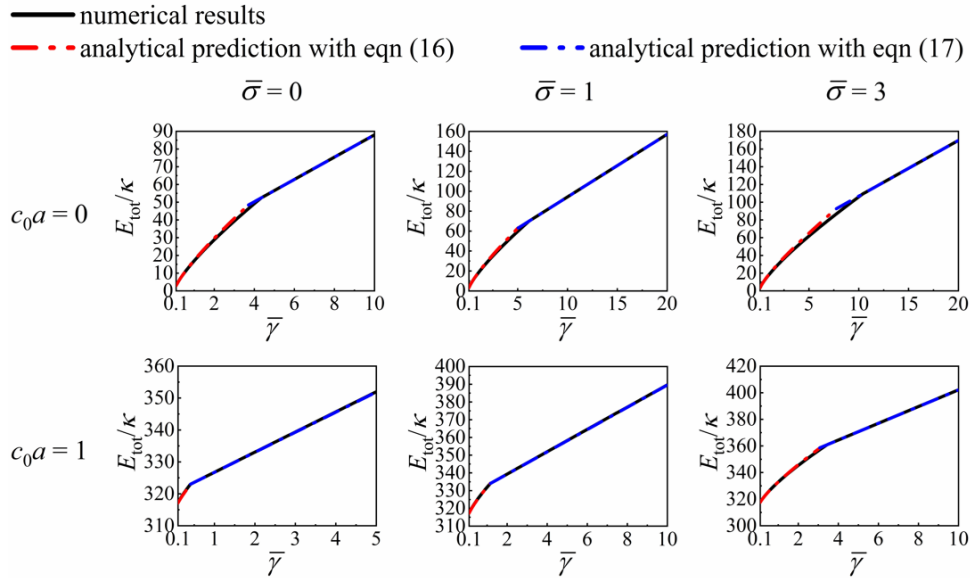 numerical results
analytical prediction with eqn (16) analytical prediction with eqn (17)
σ̅ = 0 σ̅ = 1 σ̅ = 3
c₀a = 0
E_tot/κ
90
80
70
60
50
40
30
20
10
0
0.1 2 4 6 8 10
γ̅
E_tot/κ
160
140
120
100
80
60
40
20
0
0.1 5 10 15 20
γ̅
E_tot/κ
180
160
140
120
100
80
60
40
20
0
0.1 5 10 15 20
γ̅
c₀a = 1
E_tot/κ
360
350
340
330
320
310
0.1 1 2 3 4 5
γ̅
E_tot/κ
400
390
380
370
360
350
340
330
320
310
0.1 2 4 6 8 10
γ̅
E_tot/κ
420
400
380
360
340
320
300
0.1 2 4 6 8 10
γ̅